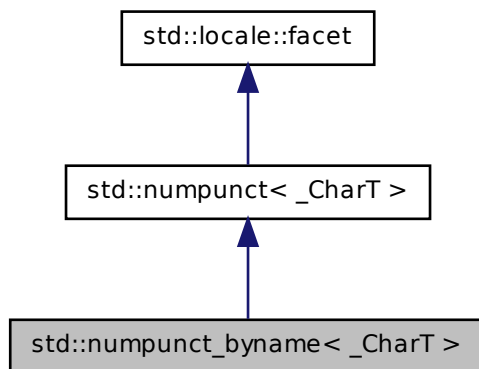 std::locale::facet
std::numpunct< _CharT >
std::numpunct_byname< _CharT >